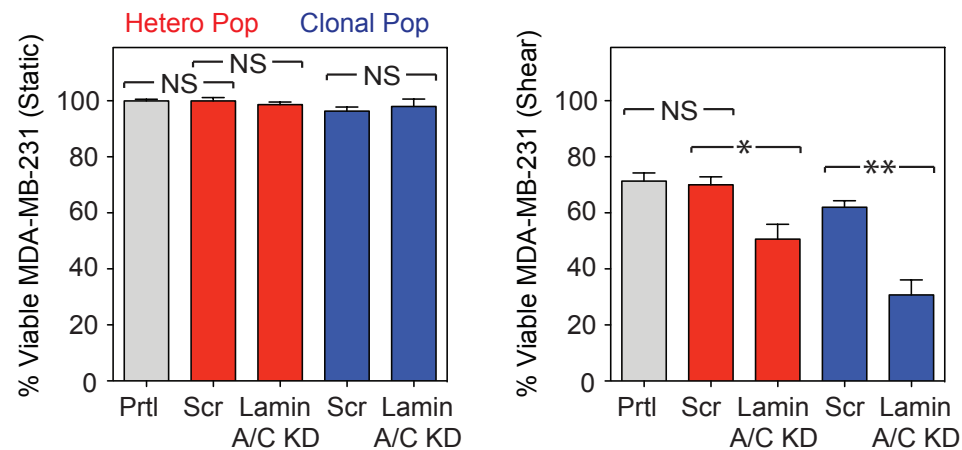 Hetero Pop Clonal Pop
% Viable MDA-MB-231 (Static)
100
80
60
40
20
0
NS
NS
NS
Prtl Scr Lamin Scr Lamin
A/C KD A/C KD
% Viable MDA-MB-231 (Shear)
100
80
60
40
20
0
NS
*
**
Prtl Scr Lamin Scr Lamin
A/C KD A/C KD